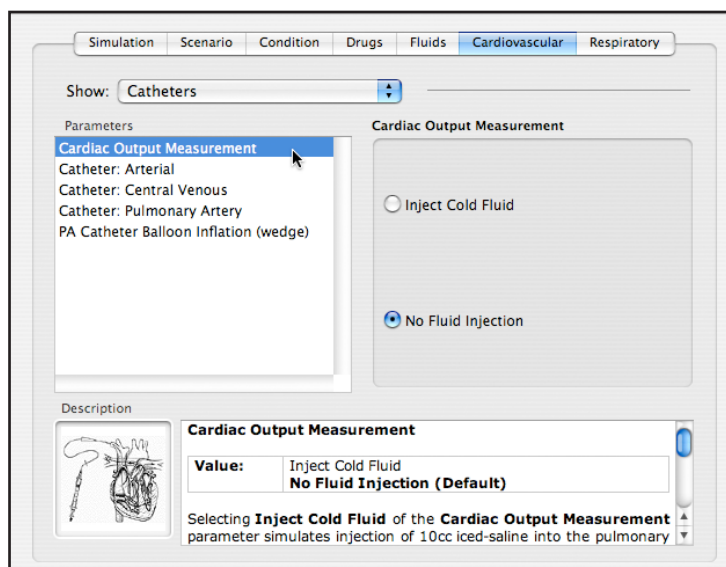 Simulation Scenario Condition Drugs Fluids Cardiovascular Respiratory
Show: Catheters
Parameters
Cardiac Output Measurement
Catheter: Arterial
Catheter: Central Venous
Catheter: Pulmonary Artery
PA Catheter Balloon Inflation (wedge)
Cardiac Output Measurement
Inject Cold Fluid
No Fluid Injection
Description
Cardiac Output Measurement
Value: Inject Cold Fluid
No Fluid Injection (Default)
Selecting Inject Cold Fluid of the Cardiac Output Measurement
parameter simulates injection of 10cc iced-saline into the pulmonary